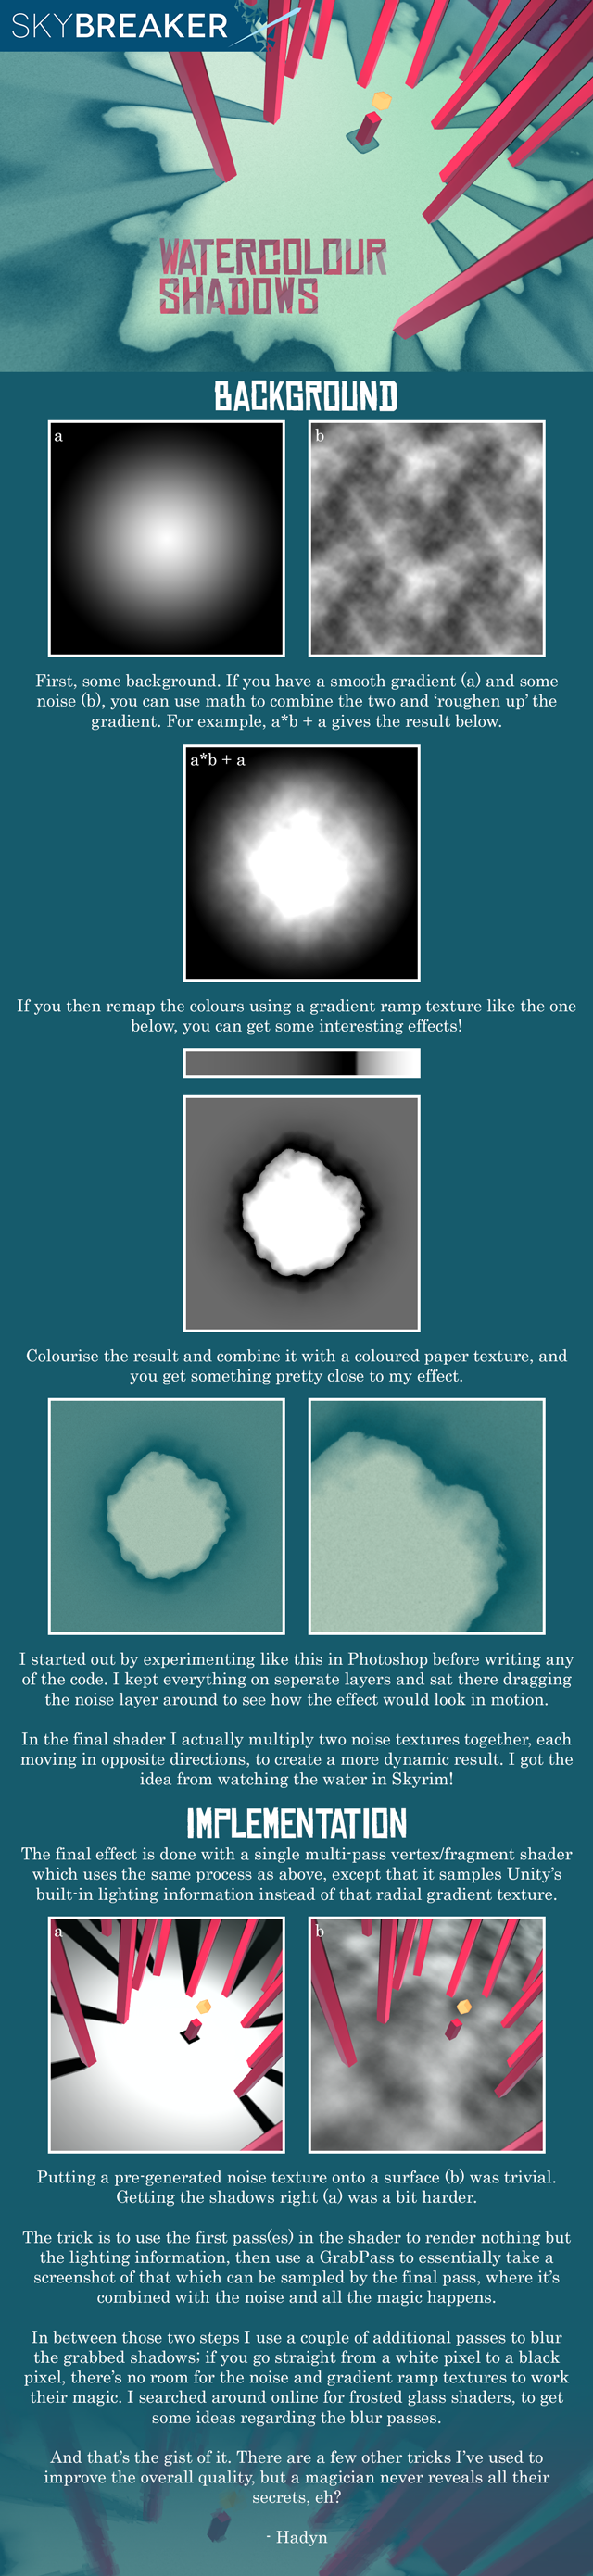 SKYBREAKER
WATERCOLOUR
SHADOWS
BACKGROUND
a
b
First, some background. If you have a smooth gradient (a) and some
noise (b), you can use math to combine the two and ‘roughen up’ the
gradient. For example, a*b + a gives the result below.
a*b + a
If you then remap the colours using a gradient ramp texture like the one
below, you can get some interesting effects!
Colourise the result and combine it with a coloured paper texture, and
you get something pretty close to my effect.
I started out by experimenting like this in Photoshop before writing any
of the code. I kept everything on seperate layers and sat there dragging
the noise layer around to see how the effect would look in motion.
In the final shader I actually multiply two noise textures together, each
moving in opposite directions, to create a more dynamic result. I got the
idea from watching the water in Skyrim!
IMPLEMENTATION
The final effect is done with a single multi-pass vertex/fragment shader
which uses the same process as above, except that it samples Unity’s
built-in lighting information instead of that radial gradient texture.
a
b
Putting a pre-generated noise texture onto a surface (b) was trivial.
Getting the shadows right (a) was a bit harder.
The trick is to use the first pass(es) in the shader to render nothing but
the lighting information, then use a GrabPass to essentially take a
screenshot of that which can be sampled by the final pass, where it’s
combined with the noise and all the magic happens.
In between those two steps I use a couple of additional passes to blur
the grabbed shadows; if you go straight from a white pixel to a black
pixel, there’s no room for the noise and gradient ramp textures to work
their magic. I searched around online for frosted glass shaders, to get
some ideas regarding the blur passes.
And that’s the gist of it. There are a few other tricks I’ve used to
improve the overall quality, but a magician never reveals all their
secrets, eh?
- Hadyn